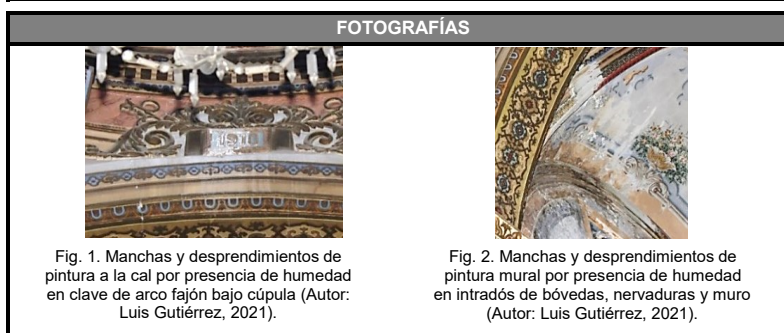 FOTOGRAFÍAS
Fig. 1. Manchas y desprendimientos de
pintura a la cal por presencia de humedad
en clave de arco fajón bajo cúpula (Autor:
Luis Gutiérrez, 2021).
Fig. 2. Manchas y desprendimientos de
pintura mural por presencia de humedad
en intradós de bóvedas, nervaduras y muro
(Autor: Luis Gutiérrez, 2021).